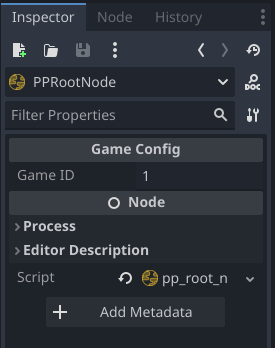 Inspector Node History
DOC
PPRootNode
Filter Properties
Game Config
Game ID 1
Node
Process
Editor Description
Script pp_root_n
Add Metadata